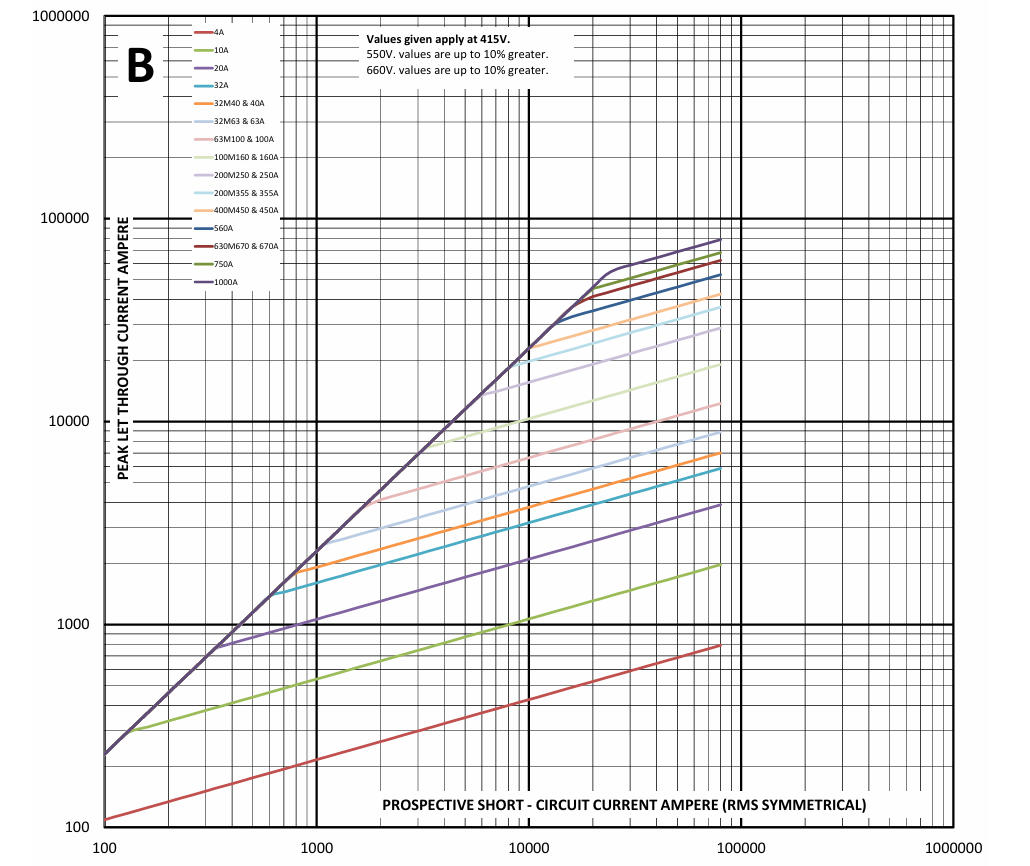 1000000
100000
10000
1000
100
PEAK LET THROUGH CURRENT AMPERE
B
4A
10A
20A
32A
32M40 & 40A
32M63 & 63A
63M100 & 100A
100M160 & 160A
200M250 & 250A
200M355 & 355A
400M450 & 450A
560A
630M670 & 670A
750A
1000A
Values given apply at 415V.
550V. values are up to 10% greater.
660V. values are up to 10% greater.
PROSPECTIVE SHORT - CIRCUIT CURRENT AMPERE (RMS SYMMETRICAL)
100
1000
10000
100000
1000000